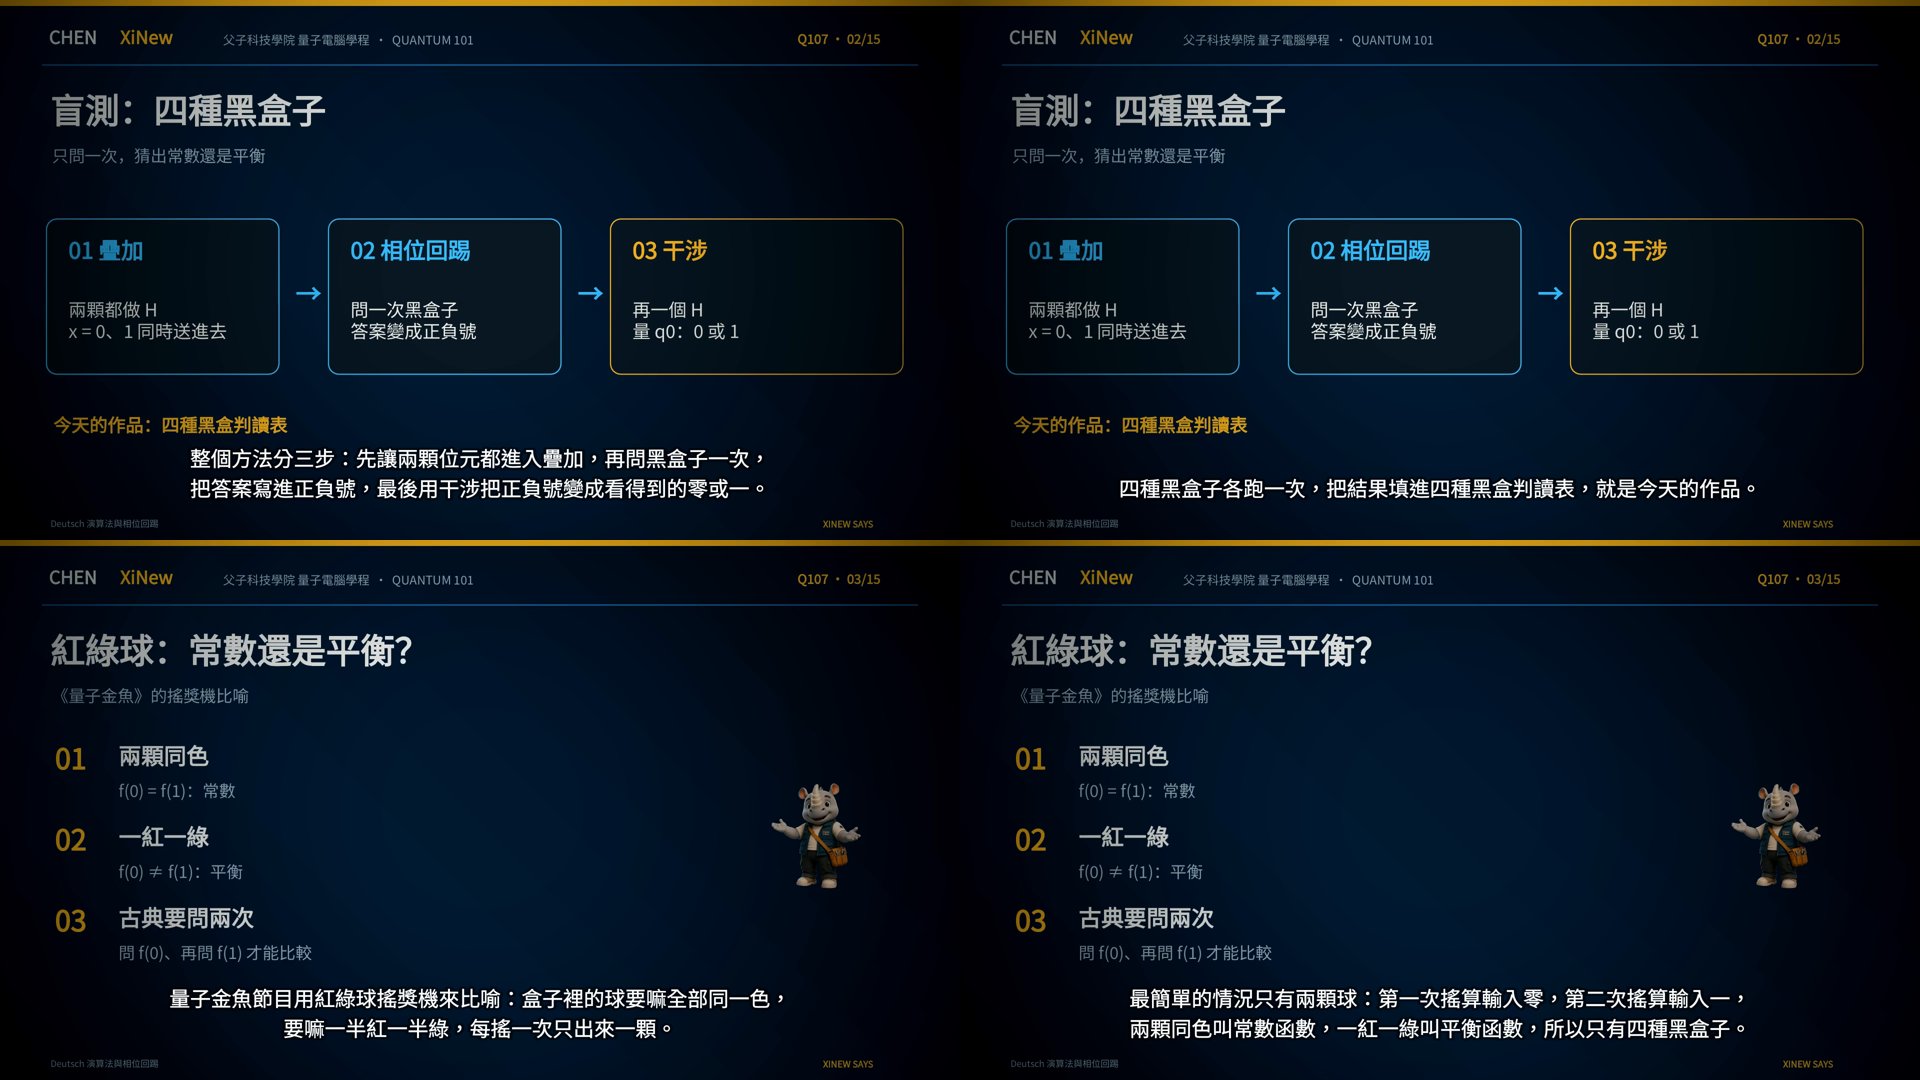 CHEN XiNew 父子科技學院 量子電腦學程 · QUANTUM 101 Q107 · 02/15
盲測：四種黑盒子
只問一次，猜出常數還是平衡
01 疊加
兩顆都做 H
x = 0、1 同時送進去
→
02 相位回踢
問一次黑盒子
答案變成正負號
→
03 干涉
再一個 H
量 q0：0 或 1
今天的作品：四種黑盒判讀表
整個方法分三步：先讓兩顆位元都進入疊加，再問黑盒子一次，
把答案寫進正負號，最後用干涉把正負號變成看得到的零或一。
Deutsch 演算法與相位回踢 XINEW SAYS
CHEN XiNew 父子科技學院 量子電腦學程 · QUANTUM 101 Q107 · 02/15
盲測：四種黑盒子
只問一次，猜出常數還是平衡
01 疊加
兩顆都做 H
x = 0、1 同時送進去
→
02 相位回踢
問一次黑盒子
答案變成正負號
→
03 干涉
再一個 H
量 q0：0 或 1
今天的作品：四種黑盒判讀表
四種黑盒子各跑一次，把結果填進四種黑盒判讀表，就是今天的作品。
Deutsch 演算法與相位回踢 XINEW SAYS
CHEN XiNew 父子科技學院 量子電腦學程 · QUANTUM 101 Q107 · 03/15
紅綠球：常數還是平衡？
《量子金魚》的搖獎機比喻
01 兩顆同色
f(0) = f(1)：常數
02 一紅一綠
f(0) ≠ f(1)：平衡
03 古典要問兩次
問 f(0)、再問 f(1) 才能比較
量子金魚節目用紅綠球搖獎機來比喻：盒子裡的球要嘛全部同一色，
要嘛一半紅一半綠，每搖一次只出來一顆。
Deutsch 演算法與相位回踢 XINEW SAYS
CHEN XiNew 父子科技學院 量子電腦學程 · QUANTUM 101 Q107 · 03/15
紅綠球：常數還是平衡？
《量子金魚》的搖獎機比喻
01 兩顆同色
f(0) = f(1)：常數
02 一紅一綠
f(0) ≠ f(1)：平衡
03 古典要問兩次
問 f(0)、再問 f(1) 才能比較
最簡單的情況只有兩顆球：第一次搖算輸入零，第二次搖算輸入一，
兩顆同色叫常數函數，一紅一綠叫平衡函數，所以只有四種黑盒子。
Deutsch 演算法與相位回踢 XINEW SAYS